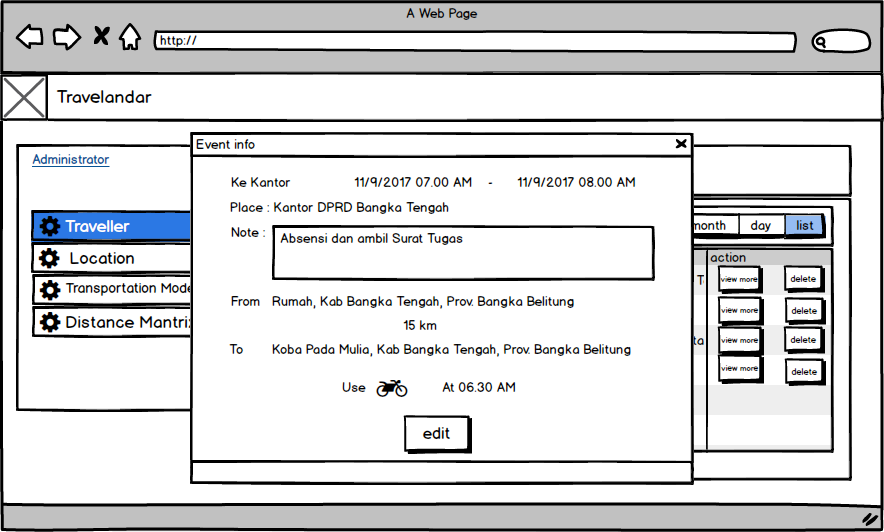 A Web Page
http://
Travelandar
Administrator
Event info
Ke Kantor 11/9/2017 07.00 AM - 11/9/2017 08.00 AM
Place : Kantor DPRD Bangka Tengah
Note : Absensi dan ambil Surat Tugas
From Rumah, Kab Bangka Tengah, Prov. Bangka Belitung
15 km
To Koba Pada Mulia, Kab Bangka Tengah, Prov. Bangka Belitung
Use At 06.30 AM
edit
Traveller
Location
Transportation Mode
Distance Mantri
month day list
action
T view more delete
view more delete
ta view more delete
view more delete